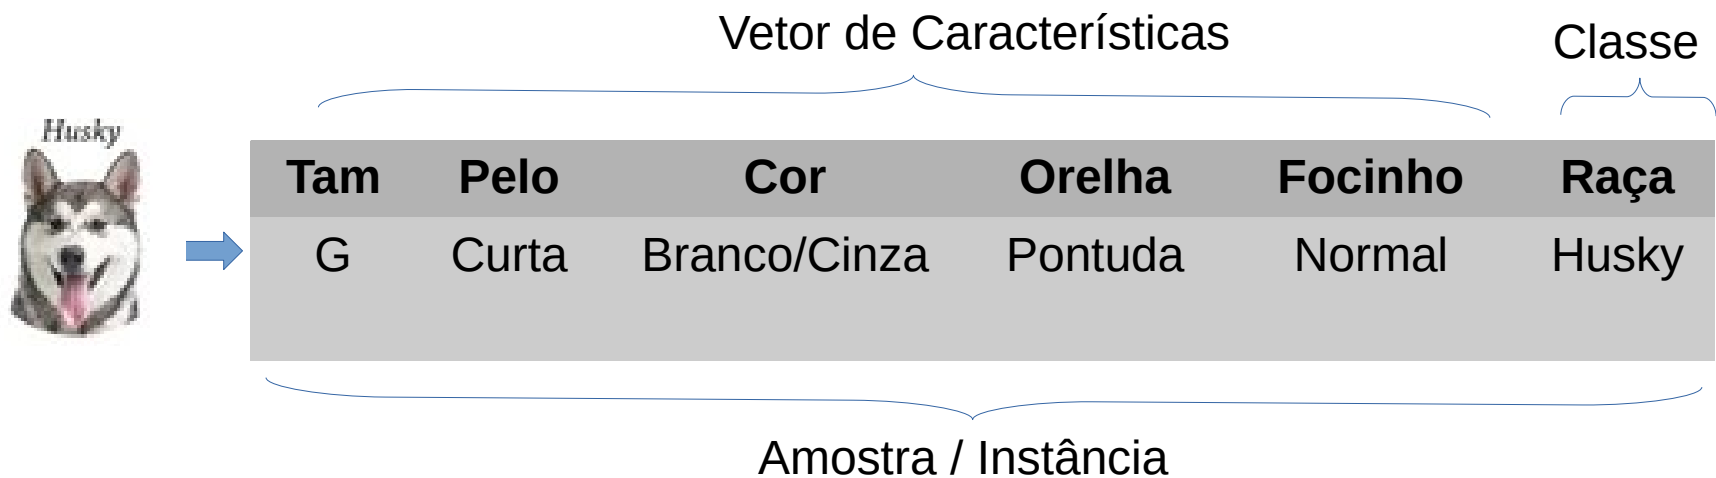 Vetor de Características
Classe
Husky
Tam Pelo Cor Orelha Focinho Raça
G Curta Branco/Cinza Pontuda Normal Husky
Amostra / Instância